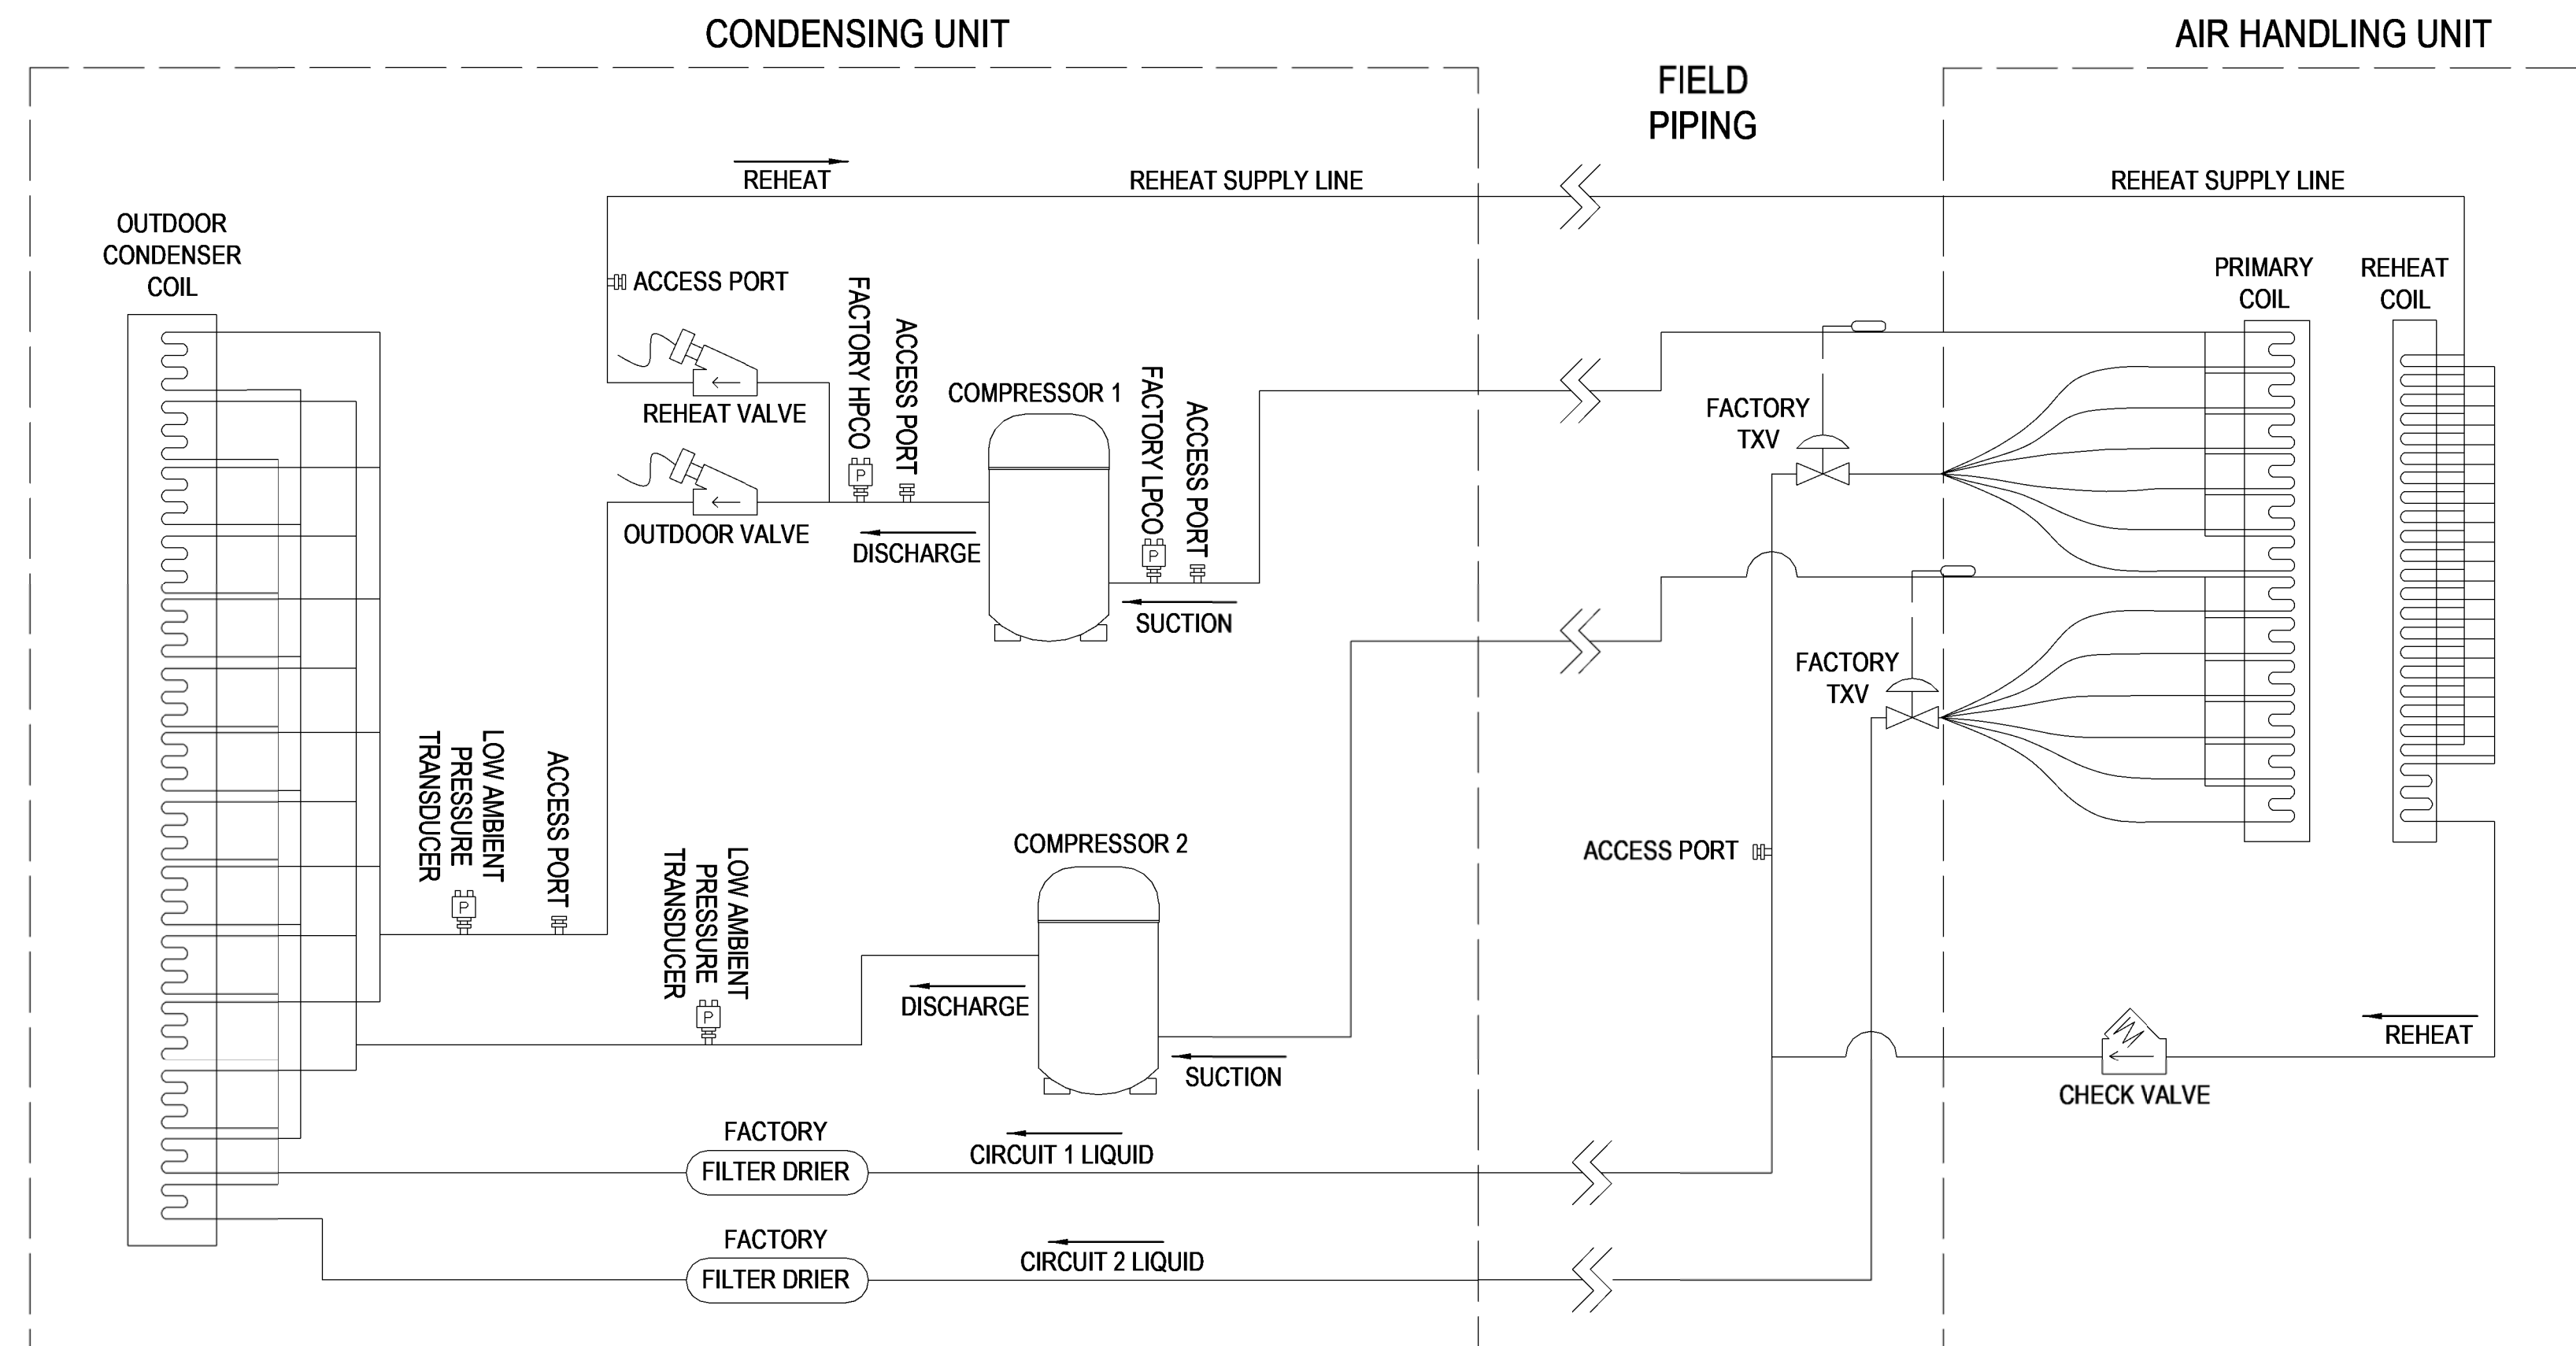 CONDENSING UNIT
AIR HANDLING UNIT
FIELD
PIPING
REHEAT
REHEAT SUPPLY LINE
REHEAT SUPPLY LINE
OUTDOOR
CONDENSER
COIL
ACCESS PORT
FACTORY HPCO
ACCESS PORT
REHEAT VALVE
P
OUTDOOR VALVE
DISCHARGE
COMPRESSOR 1
FACTORY LPCO
ACCESS PORT
P
SUCTION
FACTORY
TXV
PRIMARY
COIL
REHEAT
COIL
FACTORY
TXV
LOW AMBIENT
PRESSURE
TRANSDUCER
P
ACCESS PORT
LOW AMBIENT
PRESSURE
TRANSDUCER
P
COMPRESSOR 2
DISCHARGE
SUCTION
ACCESS PORT
REHEAT
CHECK VALVE
FACTORY
FILTER DRIER
CIRCUIT 1 LIQUID
FACTORY
FILTER DRIER
CIRCUIT 2 LIQUID